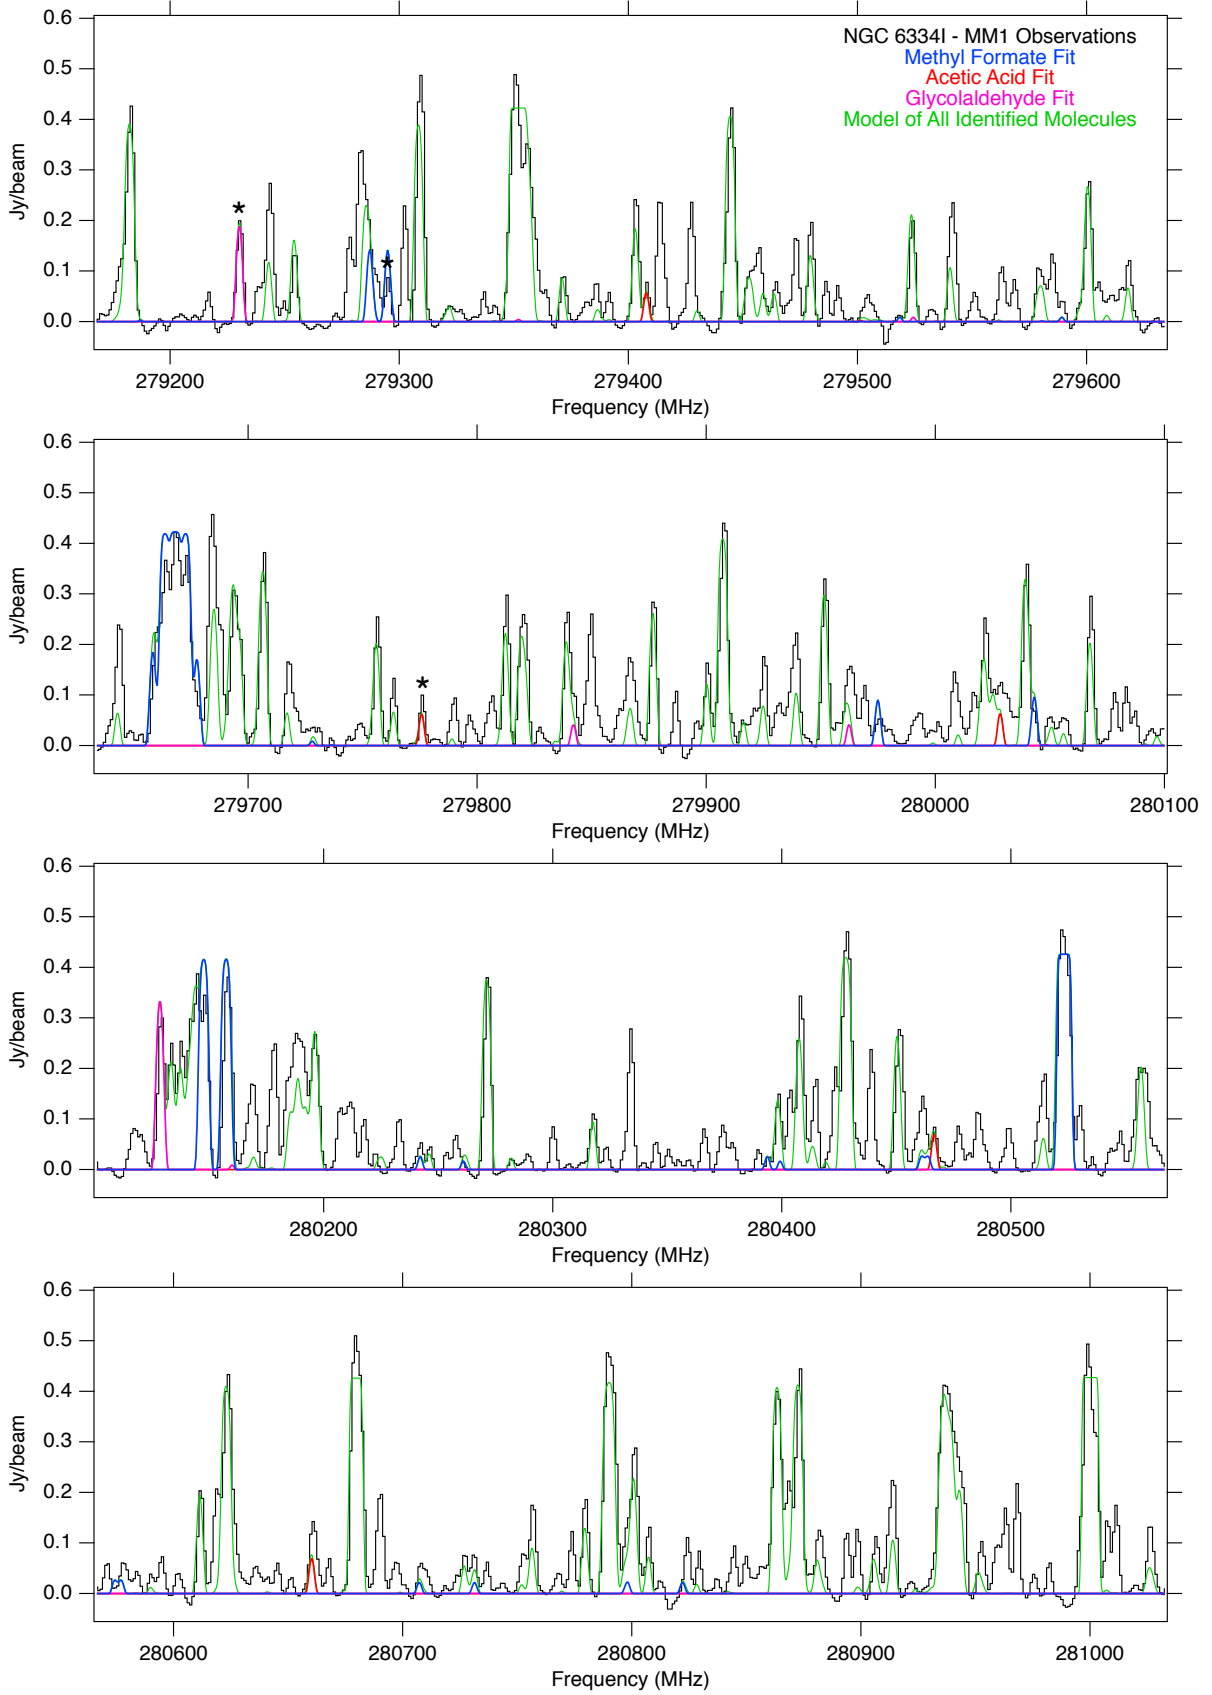 0.6
0.5
0.4
0.3
0.2
0.1
0.0
Jy/beam
NGC 6334I - MM1 Observations
Methyl Formate Fit
Acetic Acid Fit
Glycolaldehyde Fit
Model of All Identified Molecules
*
*
279200 279300 279400 279500 279600
Frequency (MHz)
0.6
0.5
0.4
0.3
0.2
0.1
0.0
Jy/beam
*
279700 279800 279900 280000 280100
Frequency (MHz)
0.6
0.5
0.4
0.3
0.2
0.1
0.0
Jy/beam
280200 280300 280400 280500
Frequency (MHz)
0.6
0.5
0.4
0.3
0.2
0.1
0.0
Jy/beam
280600 280700 280800 280900 281000
Frequency (MHz)